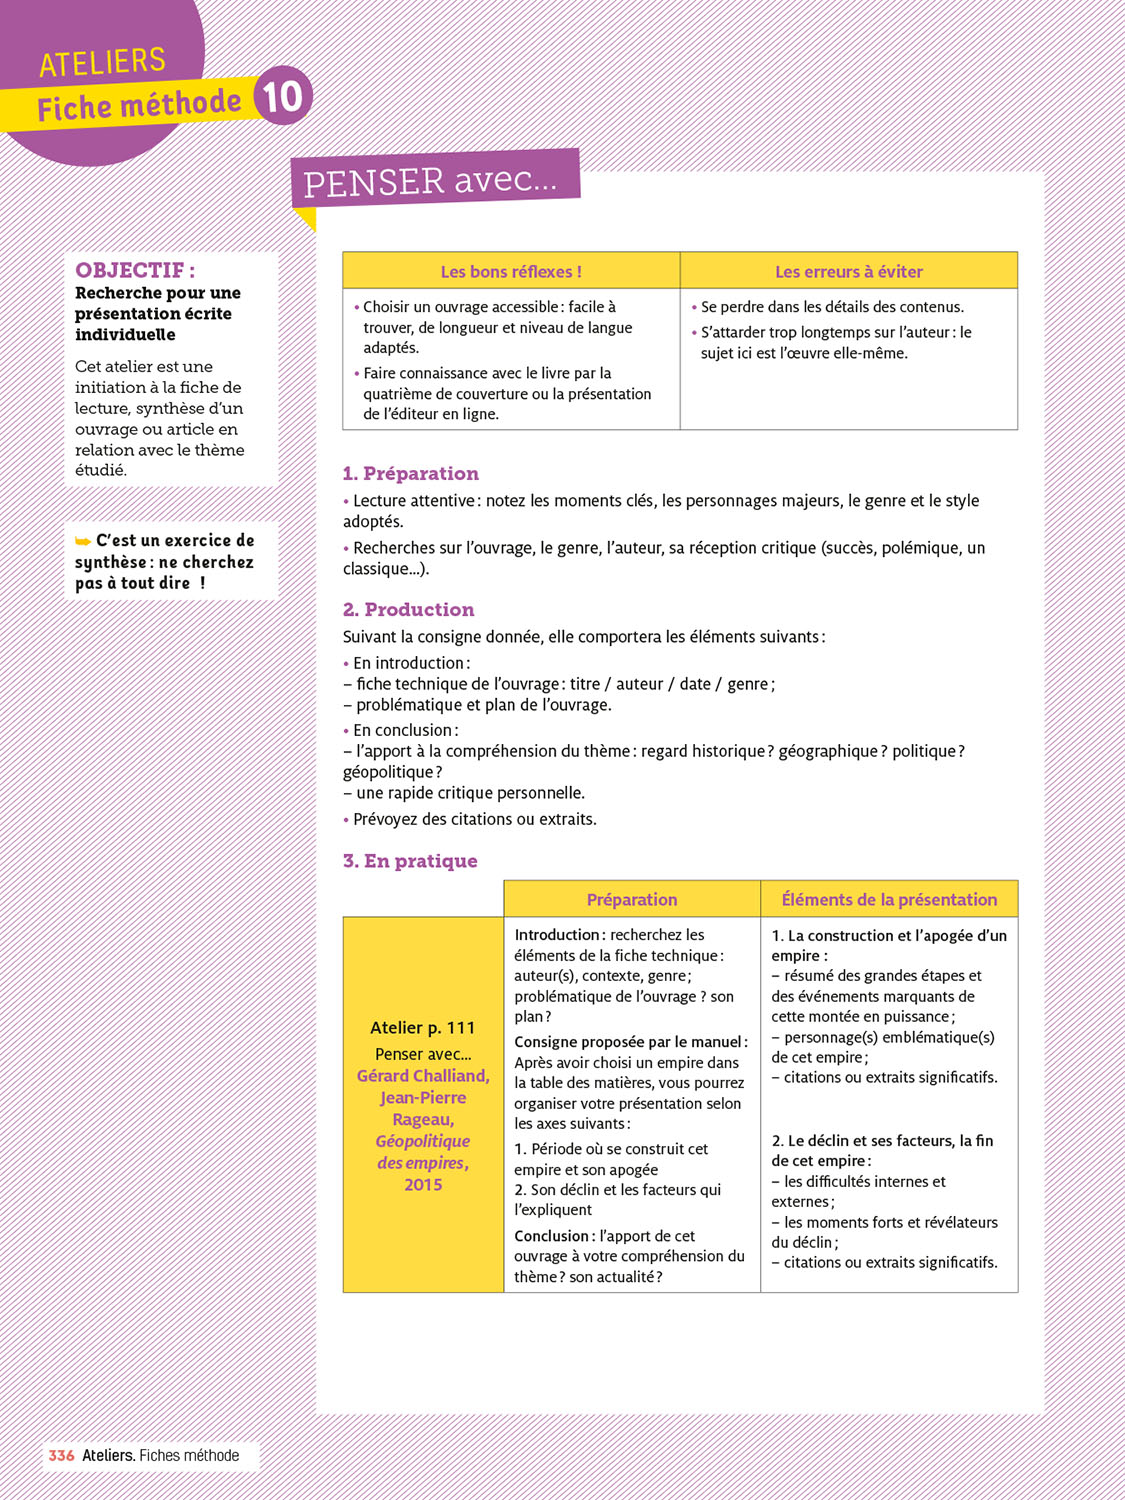 ATELIERS
Fiche méthode 10
PENSER avec...
OBJECTIF :
Recherche pour une
présentation écrite
individuelle
Cet atelier est une
initiation à la fiche de
lecture, synthèse d'un
ouvrage ou article en
relation avec le thème
étudié.
➥ C'est un exercice de
synthèse : ne cherchez
pas à tout dire !
Les bons réflexes !
• Choisir un ouvrage accessible : facile à
trouver, de longueur et niveau de langue
adaptés.
• Faire connaissance avec le livre par la
quatrième de couverture ou la présentation
de l'éditeur en ligne.
Les erreurs à éviter
• Se perdre dans les détails des contenus.
• S'attarder trop longtemps sur l'auteur : le
sujet ici est l'œuvre elle-même.
1. Préparation
• Lecture attentive : notez les moments clés, les personnages majeurs, le genre et le style
adoptés.
• Recherches sur l'ouvrage, le genre, l'auteur, sa réception critique (succès, polémique, un
classique...).
2. Production
Suivant la consigne donnée, elle comportera les éléments suivants :
• En introduction :
– fiche technique de l'ouvrage : titre / auteur / date / genre ;
– problématique et plan de l'ouvrage.
• En conclusion :
– l'apport à la compréhension du thème : regard historique ? géographique ? politique ?
géopolitique ?
– une rapide critique personnelle.
• Prévoyez des citations ou extraits.
3. En pratique
Préparation
Éléments de la présentation
Atelier p. 111
Penser avec...
Gérard Challiand,
Jean-Pierre
Rageau,
Géopolitique
des empires,
2015
Introduction : recherchez les
éléments de la fiche technique :
auteur(s), contexte, genre ;
problématique de l'ouvrage ? son
plan ?
Consigne proposée par le manuel :
Après avoir choisi un empire dans
la table des matières, vous pourrez
organiser votre présentation selon
les axes suivants :
1. Période où se construit cet
empire et son apogée
2. Son déclin et les facteurs qui
l'expliquent
Conclusion : l'apport de cet
ouvrage à votre compréhension du
thème ? son actualité ?
1. La construction et l'apogée d'un
empire :
– résumé des grandes étapes et
des événements marquants de
cette montée en puissance ;
– personnage(s) emblématique(s)
de cet empire ;
– citations ou extraits significatifs.
2. Le déclin et ses facteurs, la fin
de cet empire :
– les difficultés internes et
externes ;
– les moments forts et révélateurs
du déclin ;
– citations ou extraits significatifs.
336 Ateliers. Fiches méthode